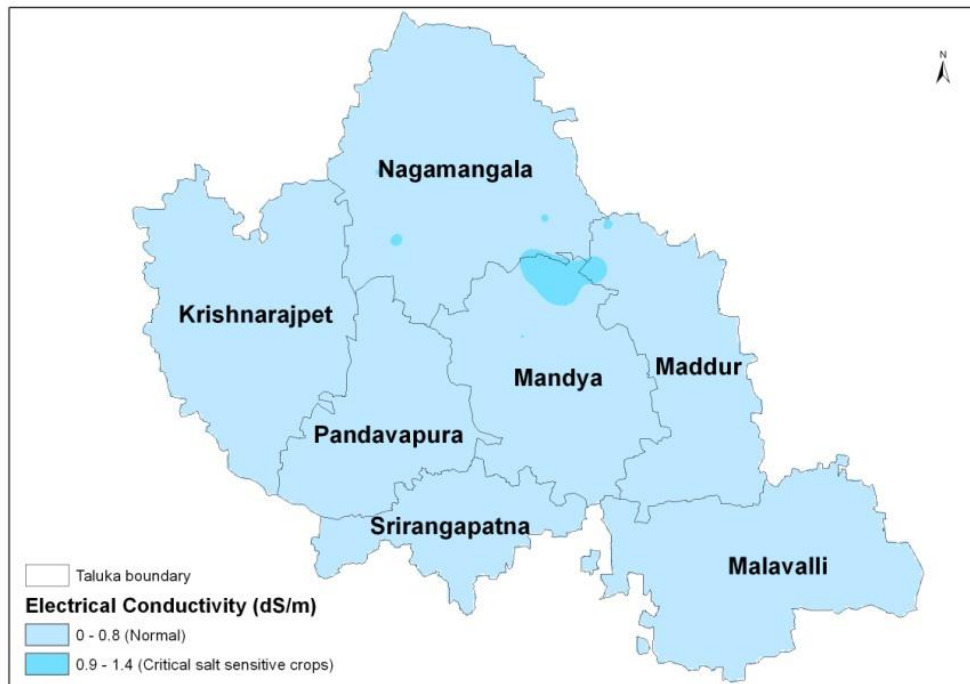 N
Nagamangala
Krishnarajpet
Mandya
Maddur
Pandavapura
Srirangapatna
Malavalli
Taluka boundary
Electrical Conductivity (dS/m)
0 - 0.8 (Normal)
0.9 - 1.4 (Critical salt sensitive crops)